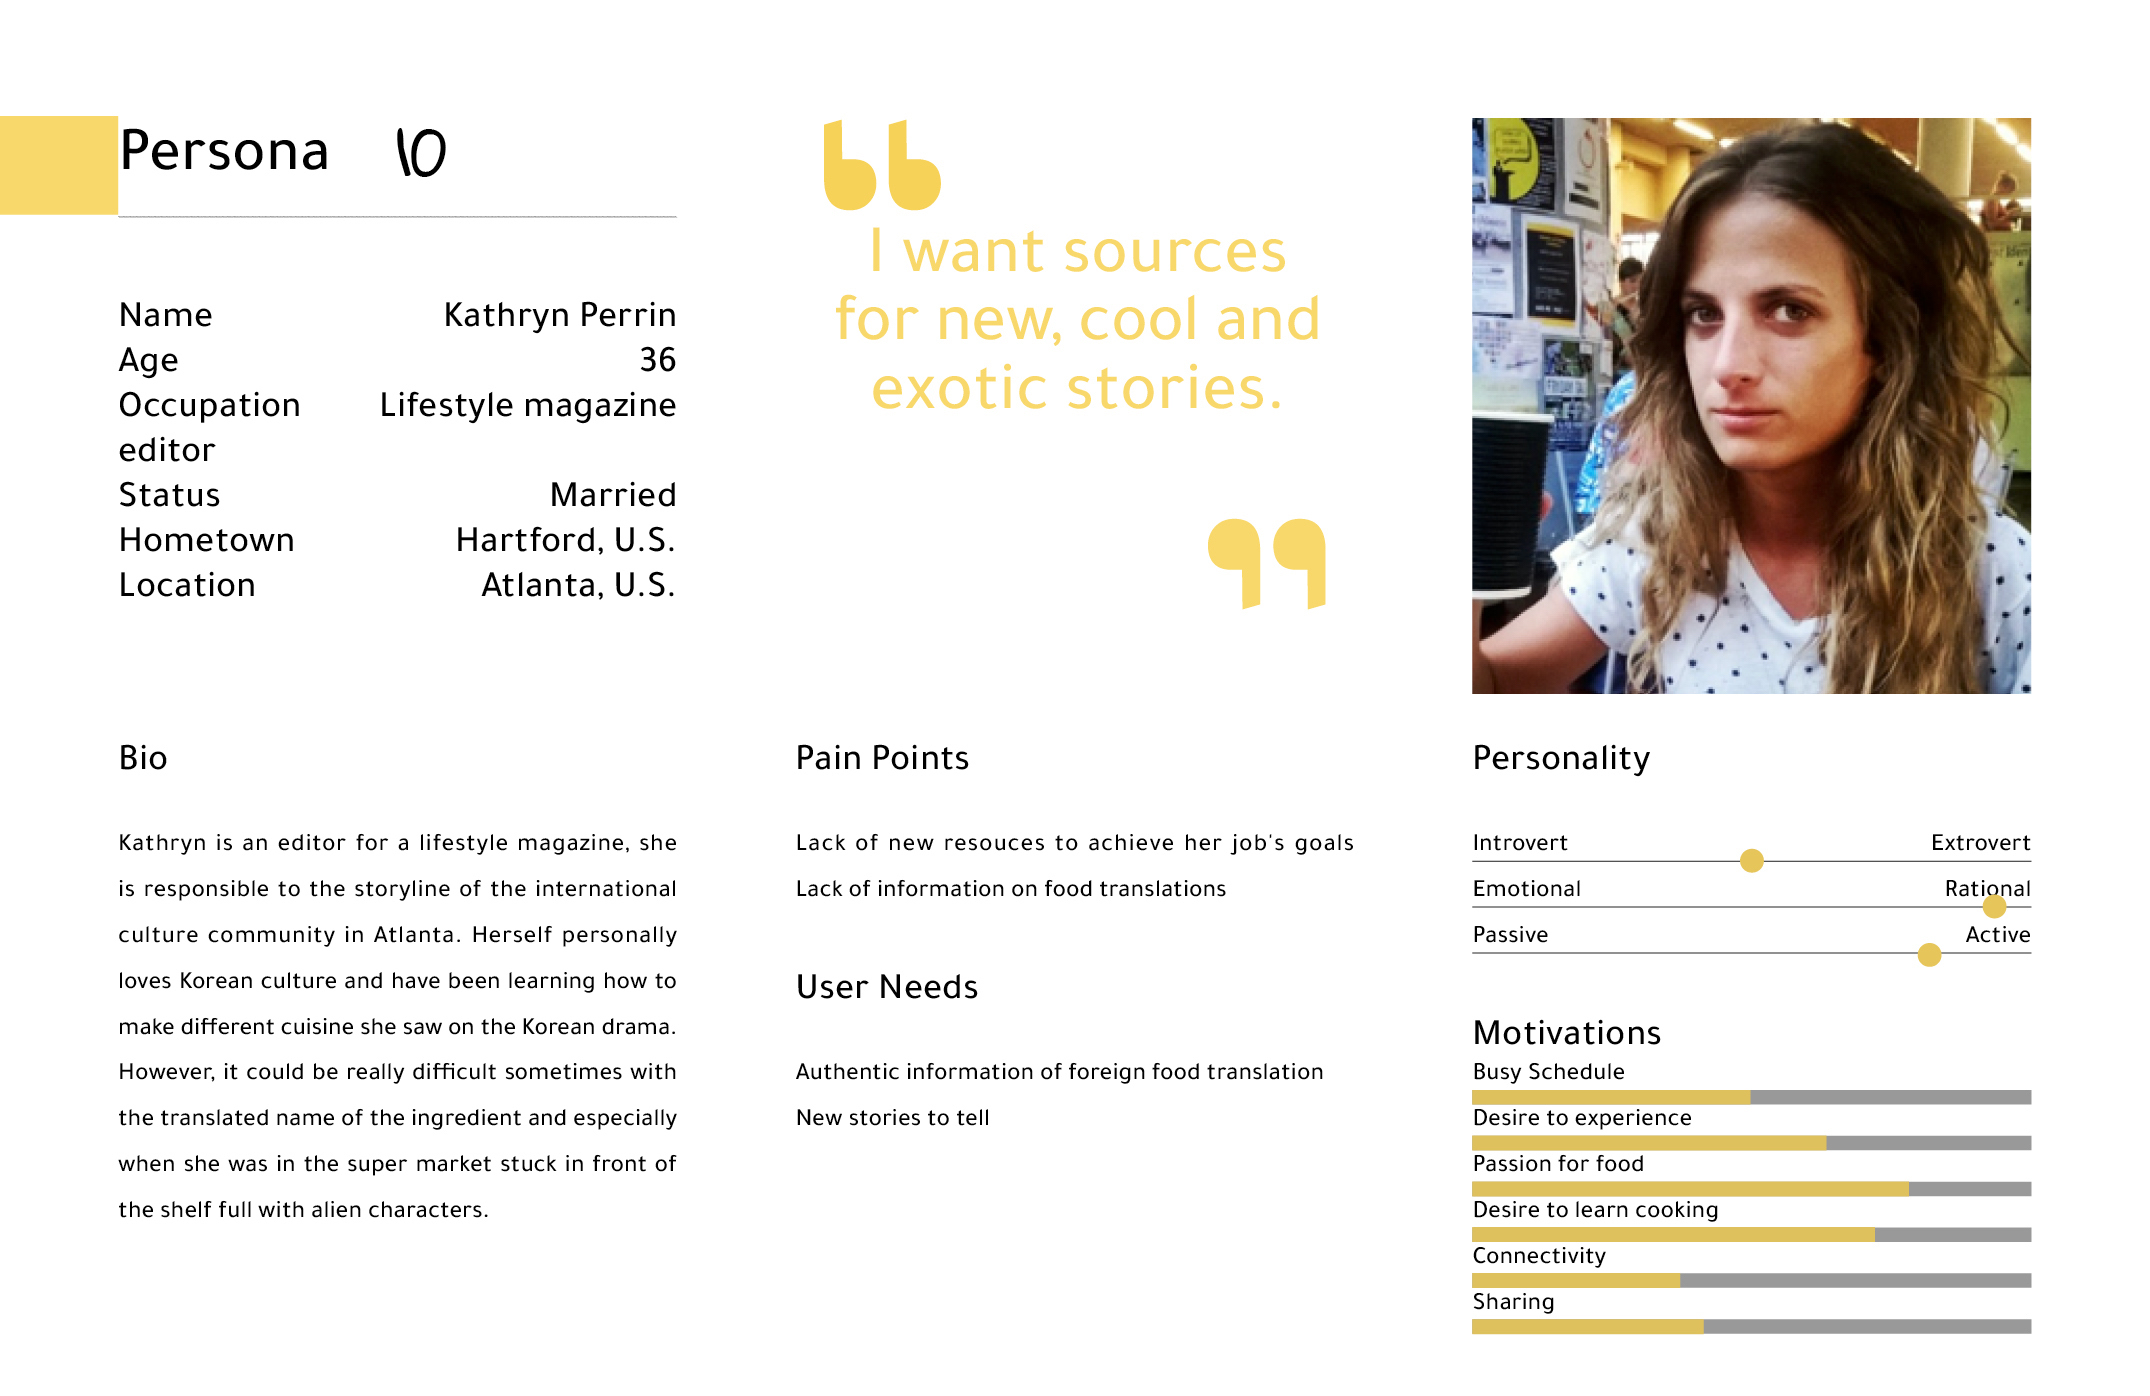 Persona 10
Name Kathryn Perrin
Age 36
Occupation Lifestyle magazine
editor
Status Married
Hometown Hartford, U.S.
Location Atlanta, U.S.
“
I want sources
for new, cool and
exotic stories.
”
Bio
Kathryn is an editor for a lifestyle magazine, she
is responsible to the storyline of the international
culture community in Atlanta. Herself personally
loves Korean culture and have been learning how to
make different cuisine she saw on the Korean drama.
However, it could be really difficult sometimes with
the translated name of the ingredient and especially
when she was in the super market stuck in front of
the shelf full with alien characters.
Pain Points
Lack of new resouces to achieve her job's goals
Lack of information on food translations
User Needs
Authentic information of foreign food translation
New stories to tell
Personality
Introvert Extrovert
Emotional Rational
Passive Active
Motivations
Busy Schedule
Desire to experience
Passion for food
Desire to learn cooking
Connectivity
Sharing